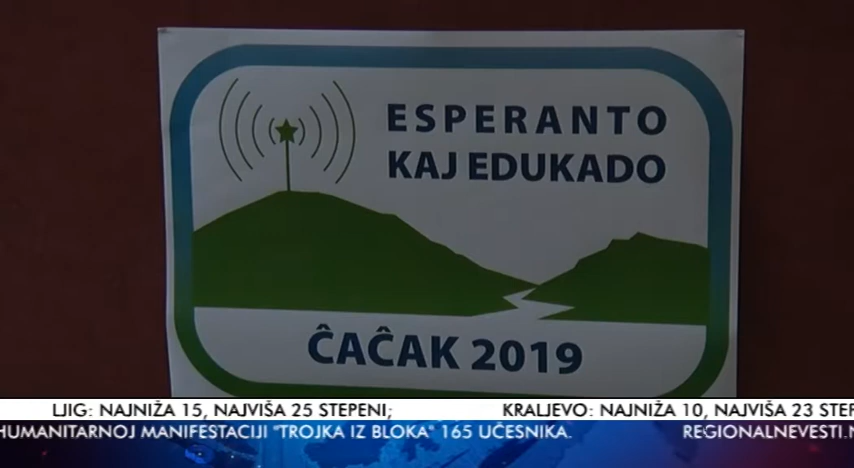 ESPERANTO
KAJ EDUKADO
ĈAĈAK 2019
LJIG: NAJNIŽA 15, NAJVIŠA 25 STEPENI; KRALJEVO: NAJNIŽA 10, NAJVIŠA 23 STEP
HUMANITARNOJ MANIFESTACIJI "TROJKA IZ BLOKA" 165 UČESNIKA. REGIONALNEVESTI.